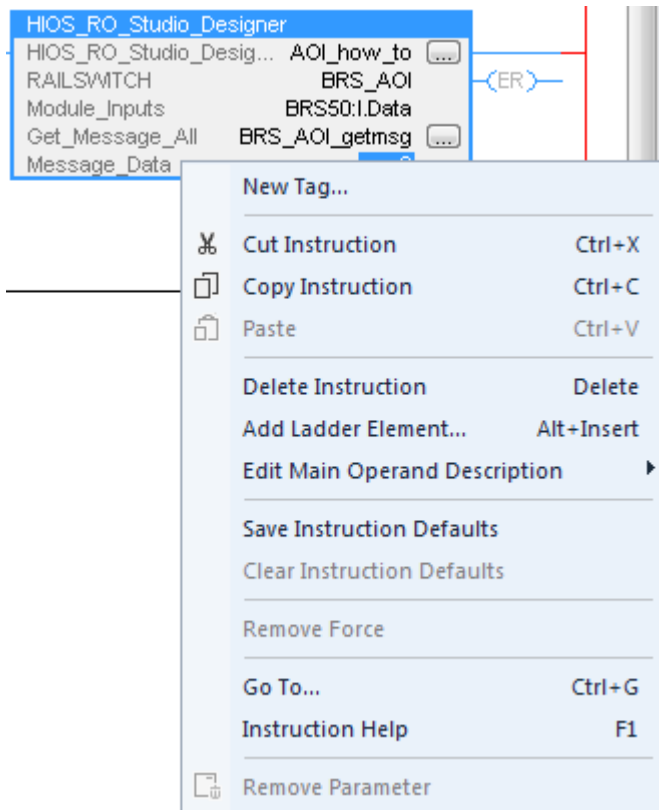 HIOS_RO_Studio_Designer
HIOS_RO_Studio_Desig... AOI_how_to ...
RAILSWITCH BRS_AOI (ER)
Module_Inputs BRS50:I.Data
Get_Message_All BRS_AOI_getmsg ...
Message_Data
New Tag...
Cut Instruction Ctrl+X
Copy Instruction Ctrl+C
Paste Ctrl+V
Delete Instruction Delete
Add Ladder Element... Alt+Insert
Edit Main Operand Description
Save Instruction Defaults
Clear Instruction Defaults
Remove Force
Go To... Ctrl+G
Instruction Help F1
Remove Parameter